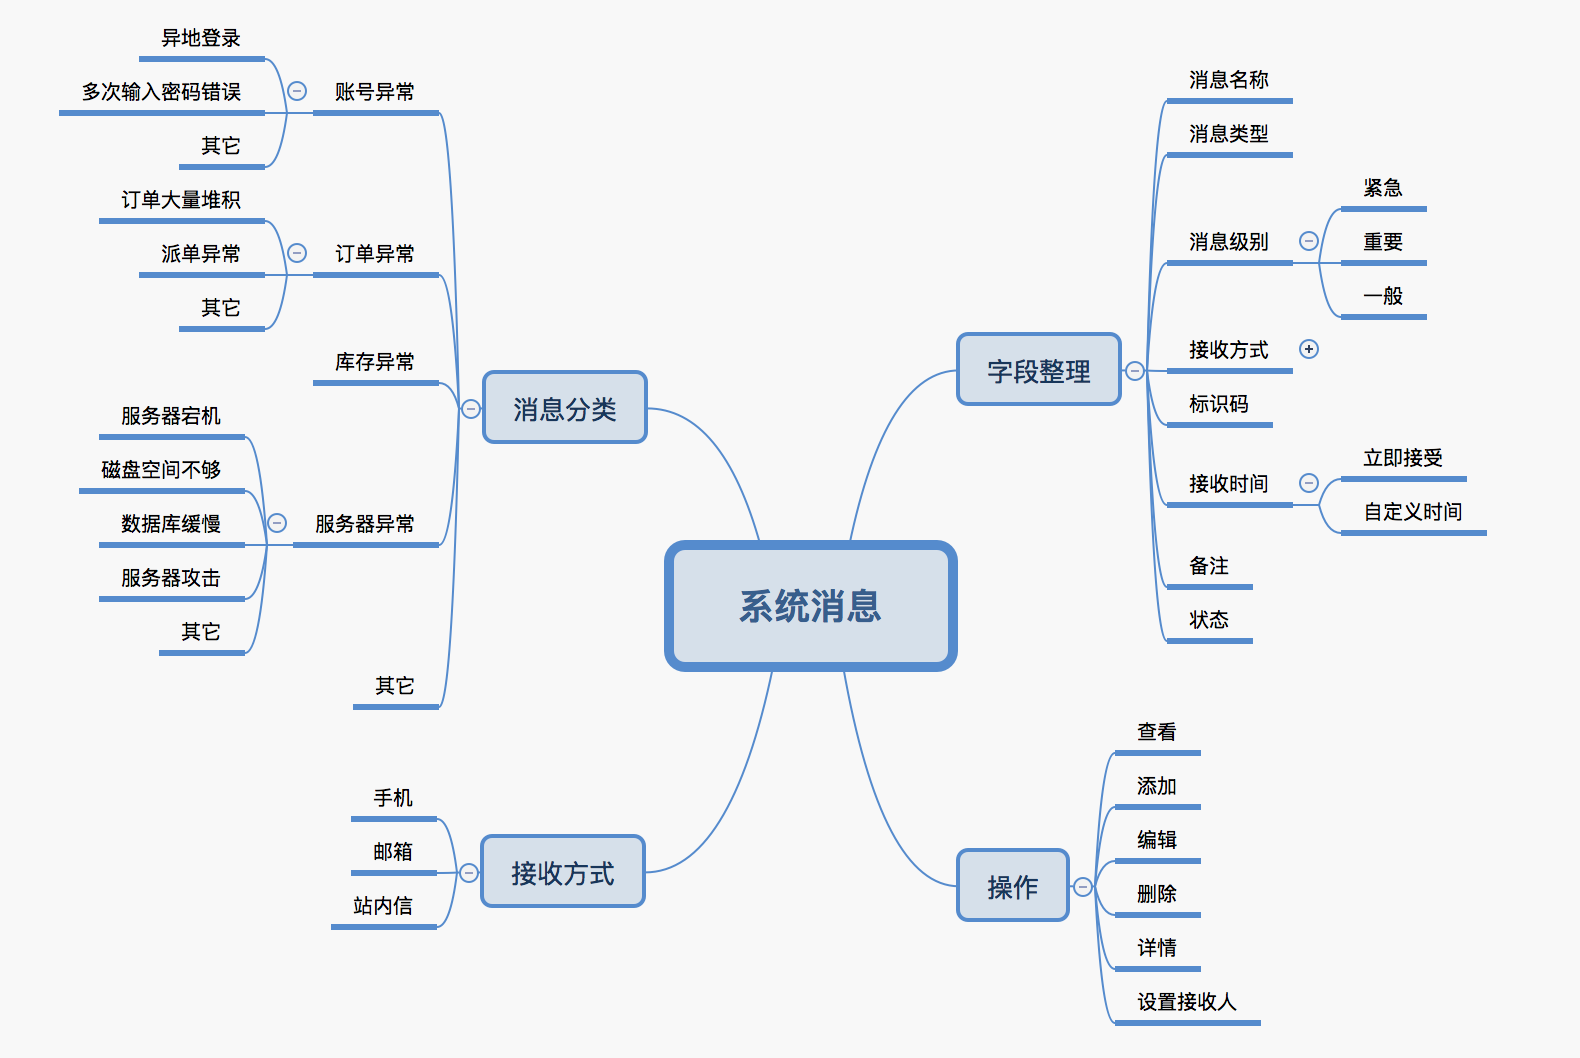 系统消息
消息分类
账号异常
异地登录
多次输入密码错误
其它
订单异常
订单大量堆积
派单异常
其它
库存异常
服务器异常
服务器宕机
磁盘空间不够
数据库缓慢
服务器攻击
其它
其它
接收方式
手机
邮箱
站内信
字段整理
消息名称
消息类型
消息级别
紧急
重要
一般
接收方式
标识码
接收时间
立即接受
自定义时间
备注
状态
操作
查看
添加
编辑
删除
详情
设置接收人